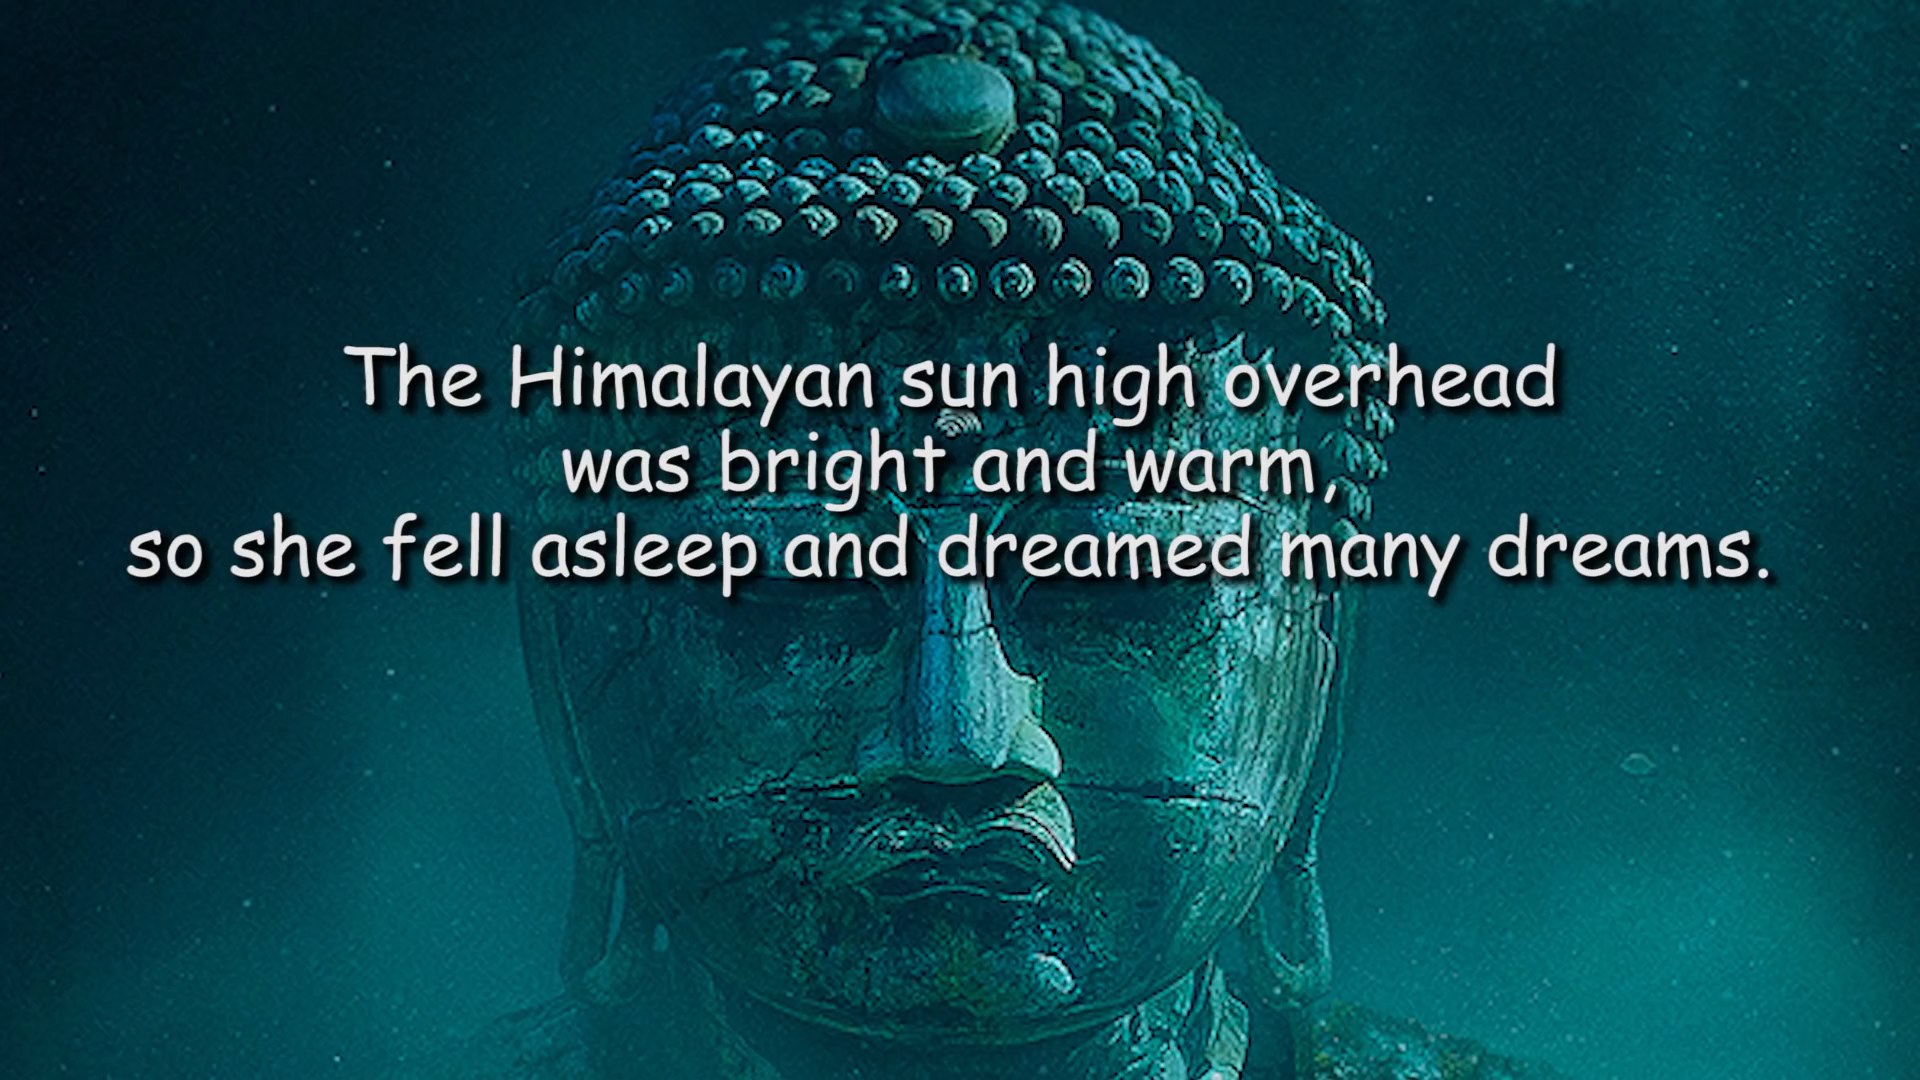 The Himalayan sun high overhead
was bright and warm,
so she fell asleep and dreamed many dreams.